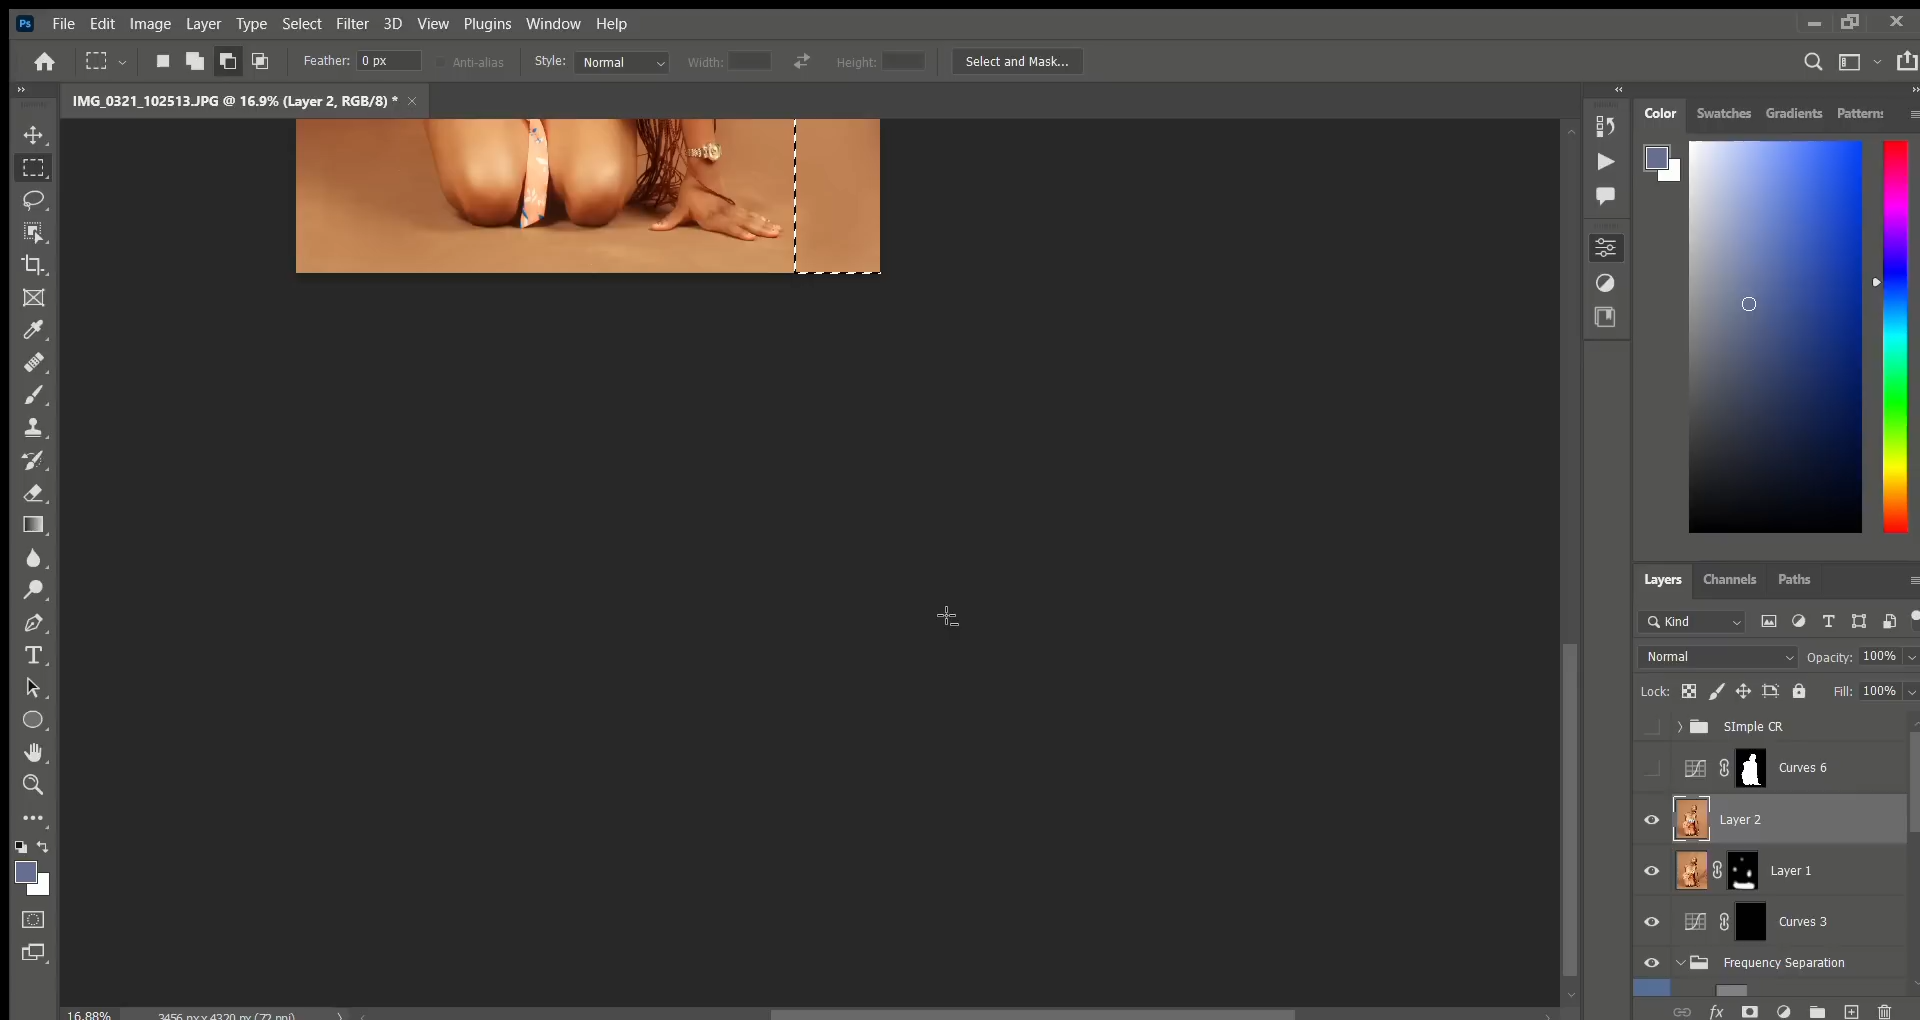 Ps File Edit Image Layer Type Select Filter 3D View Plugins Window Help
Feather: 0 px Anti-alias Style: Normal Width: Height: Select and Mask...
IMG_0321_102513.JPG @ 16.9% (Layer 2, RGB/8) * ×
Color Swatches Gradients Patterns
Layers Channels Paths
Kind
Normal Opacity: 100%
Lock: Fill: 100%
SImple CR
Curves 6
Layer 2
Layer 1
Curves 3
Frequency Separation
fx
16.88% 3456 px x 4320 px (72 ppi)